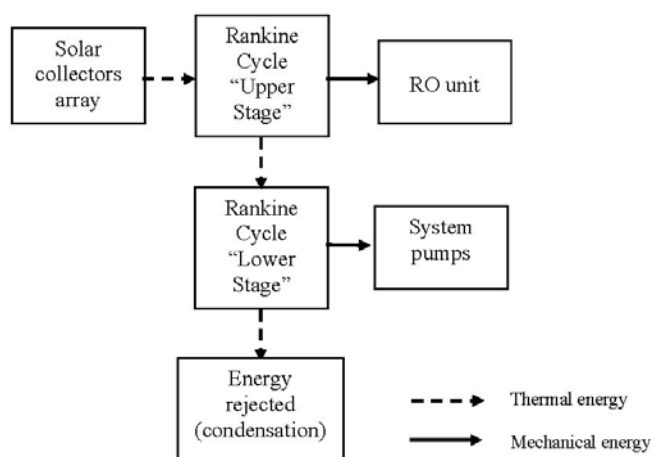 Solar
collectors
array
Rankine
Cycle
“Upper
Stage”
RO unit
Rankine
Cycle
“Lower
Stage”
System
pumps
Energy
rejected
(condensation)
Thermal energy
Mechanical energy